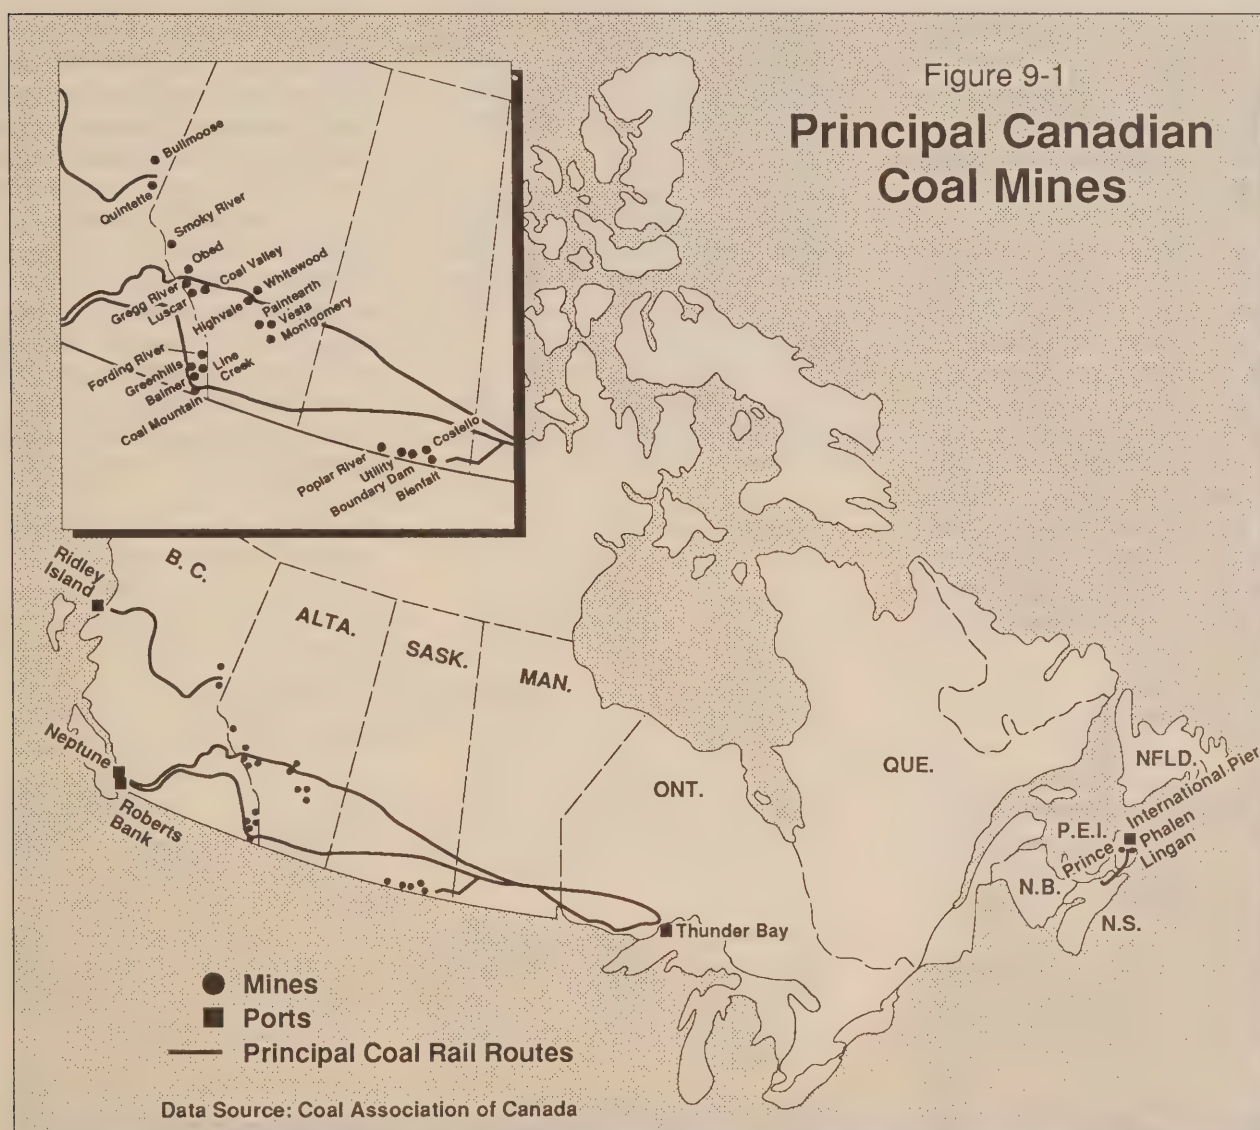 Figure 9-1
Principal Canadian
Coal Mines
Bullmoose
Quintette
Smoky River
Obed
Coal Valley
Whitewood
Gregg River
Luscar
Highvale
Paintearth
Vesta
Montgomery
Fording River
Greenhills
Line
Creek
Balmer
Coal Mountain
Costello
Poplar River
Utility
Boundary Dam
Bienfait
Ridley
Island
B. C.
ALTA.
SASK.
MAN.
Neptune
Roberts
Bank
ONT.
QUE.
NFLD.
International Pier
P.E.I.
Prince
Phalen
Lingan
N.B.
N.S.
Thunder Bay
Mines
Ports
Principal Coal Rail Routes
Data Source: Coal Association of Canada